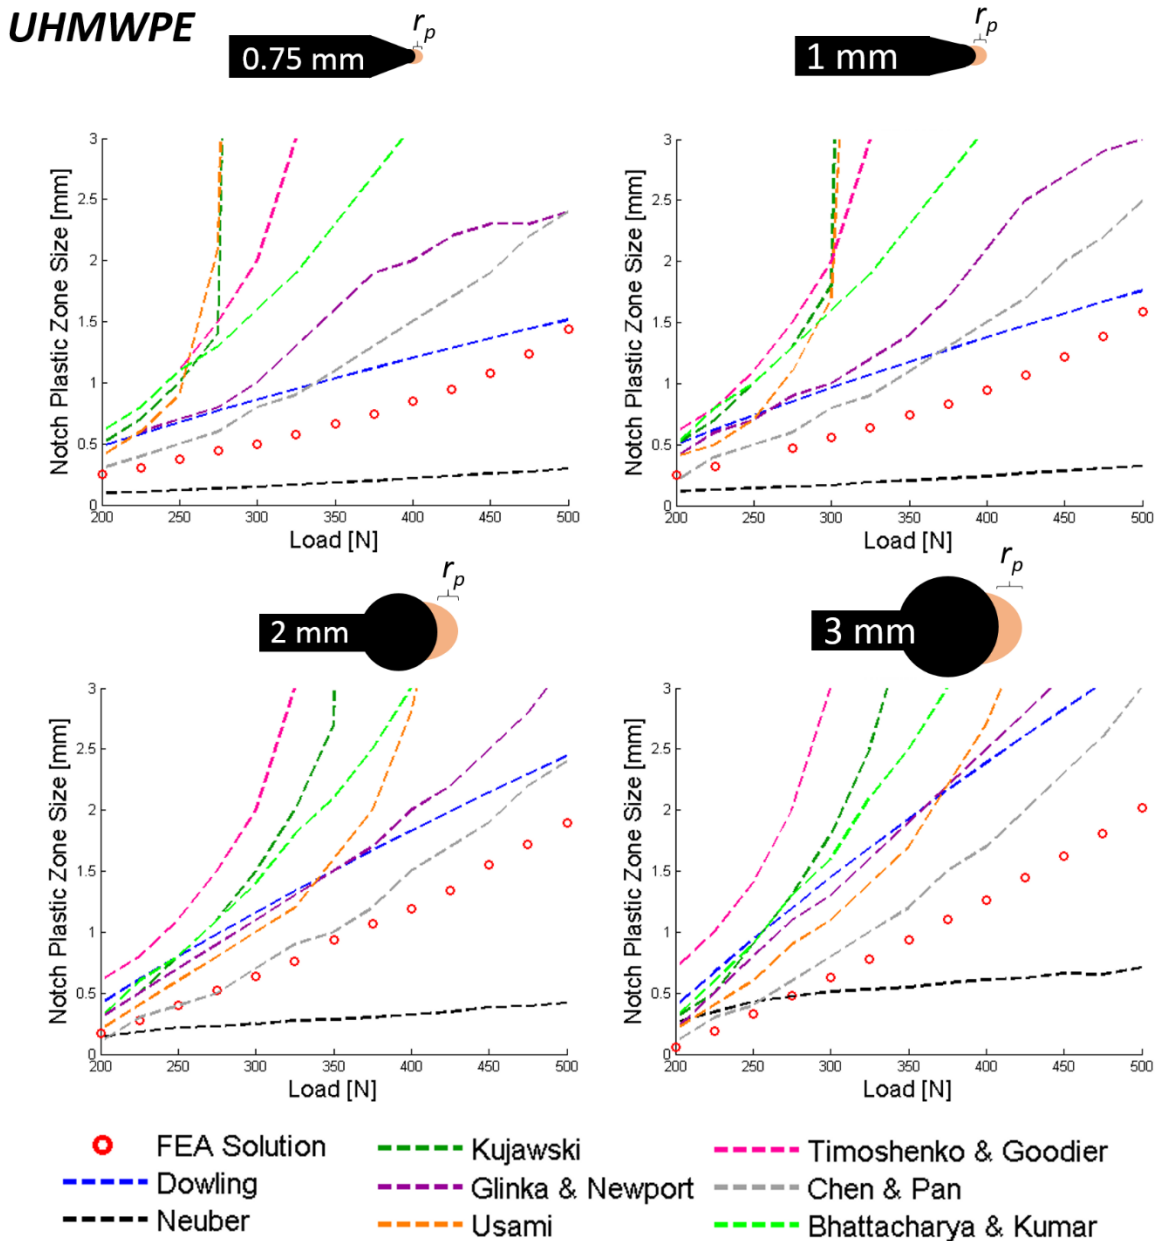 UHMWPE
r_p
r_p
0.75 mm
1 mm
Notch Plastic Zone Size [mm]
3
2.5
2
1.5
1
0.5
0
200
250
300
350
400
450
500
Load [N]
Notch Plastic Zone Size [mm]
3
2.5
2
1.5
1
0.5
0
200
250
300
350
400
450
500
Load [N]
r_p
r_p
2 mm
3 mm
Notch Plastic Zone Size [mm]
3
2.5
2
1.5
1
0.5
0
200
250
300
350
400
450
500
Load [N]
Notch Plastic Zone Size [mm]
3
2.5
2
1.5
1
0.5
0
200
250
300
350
400
450
500
Load [N]
FEA Solution
Dowling
Neuber
Kujawski
Glinka & Newport
Usami
Timoshenko & Goodier
Chen & Pan
Bhattacharya & Kumar